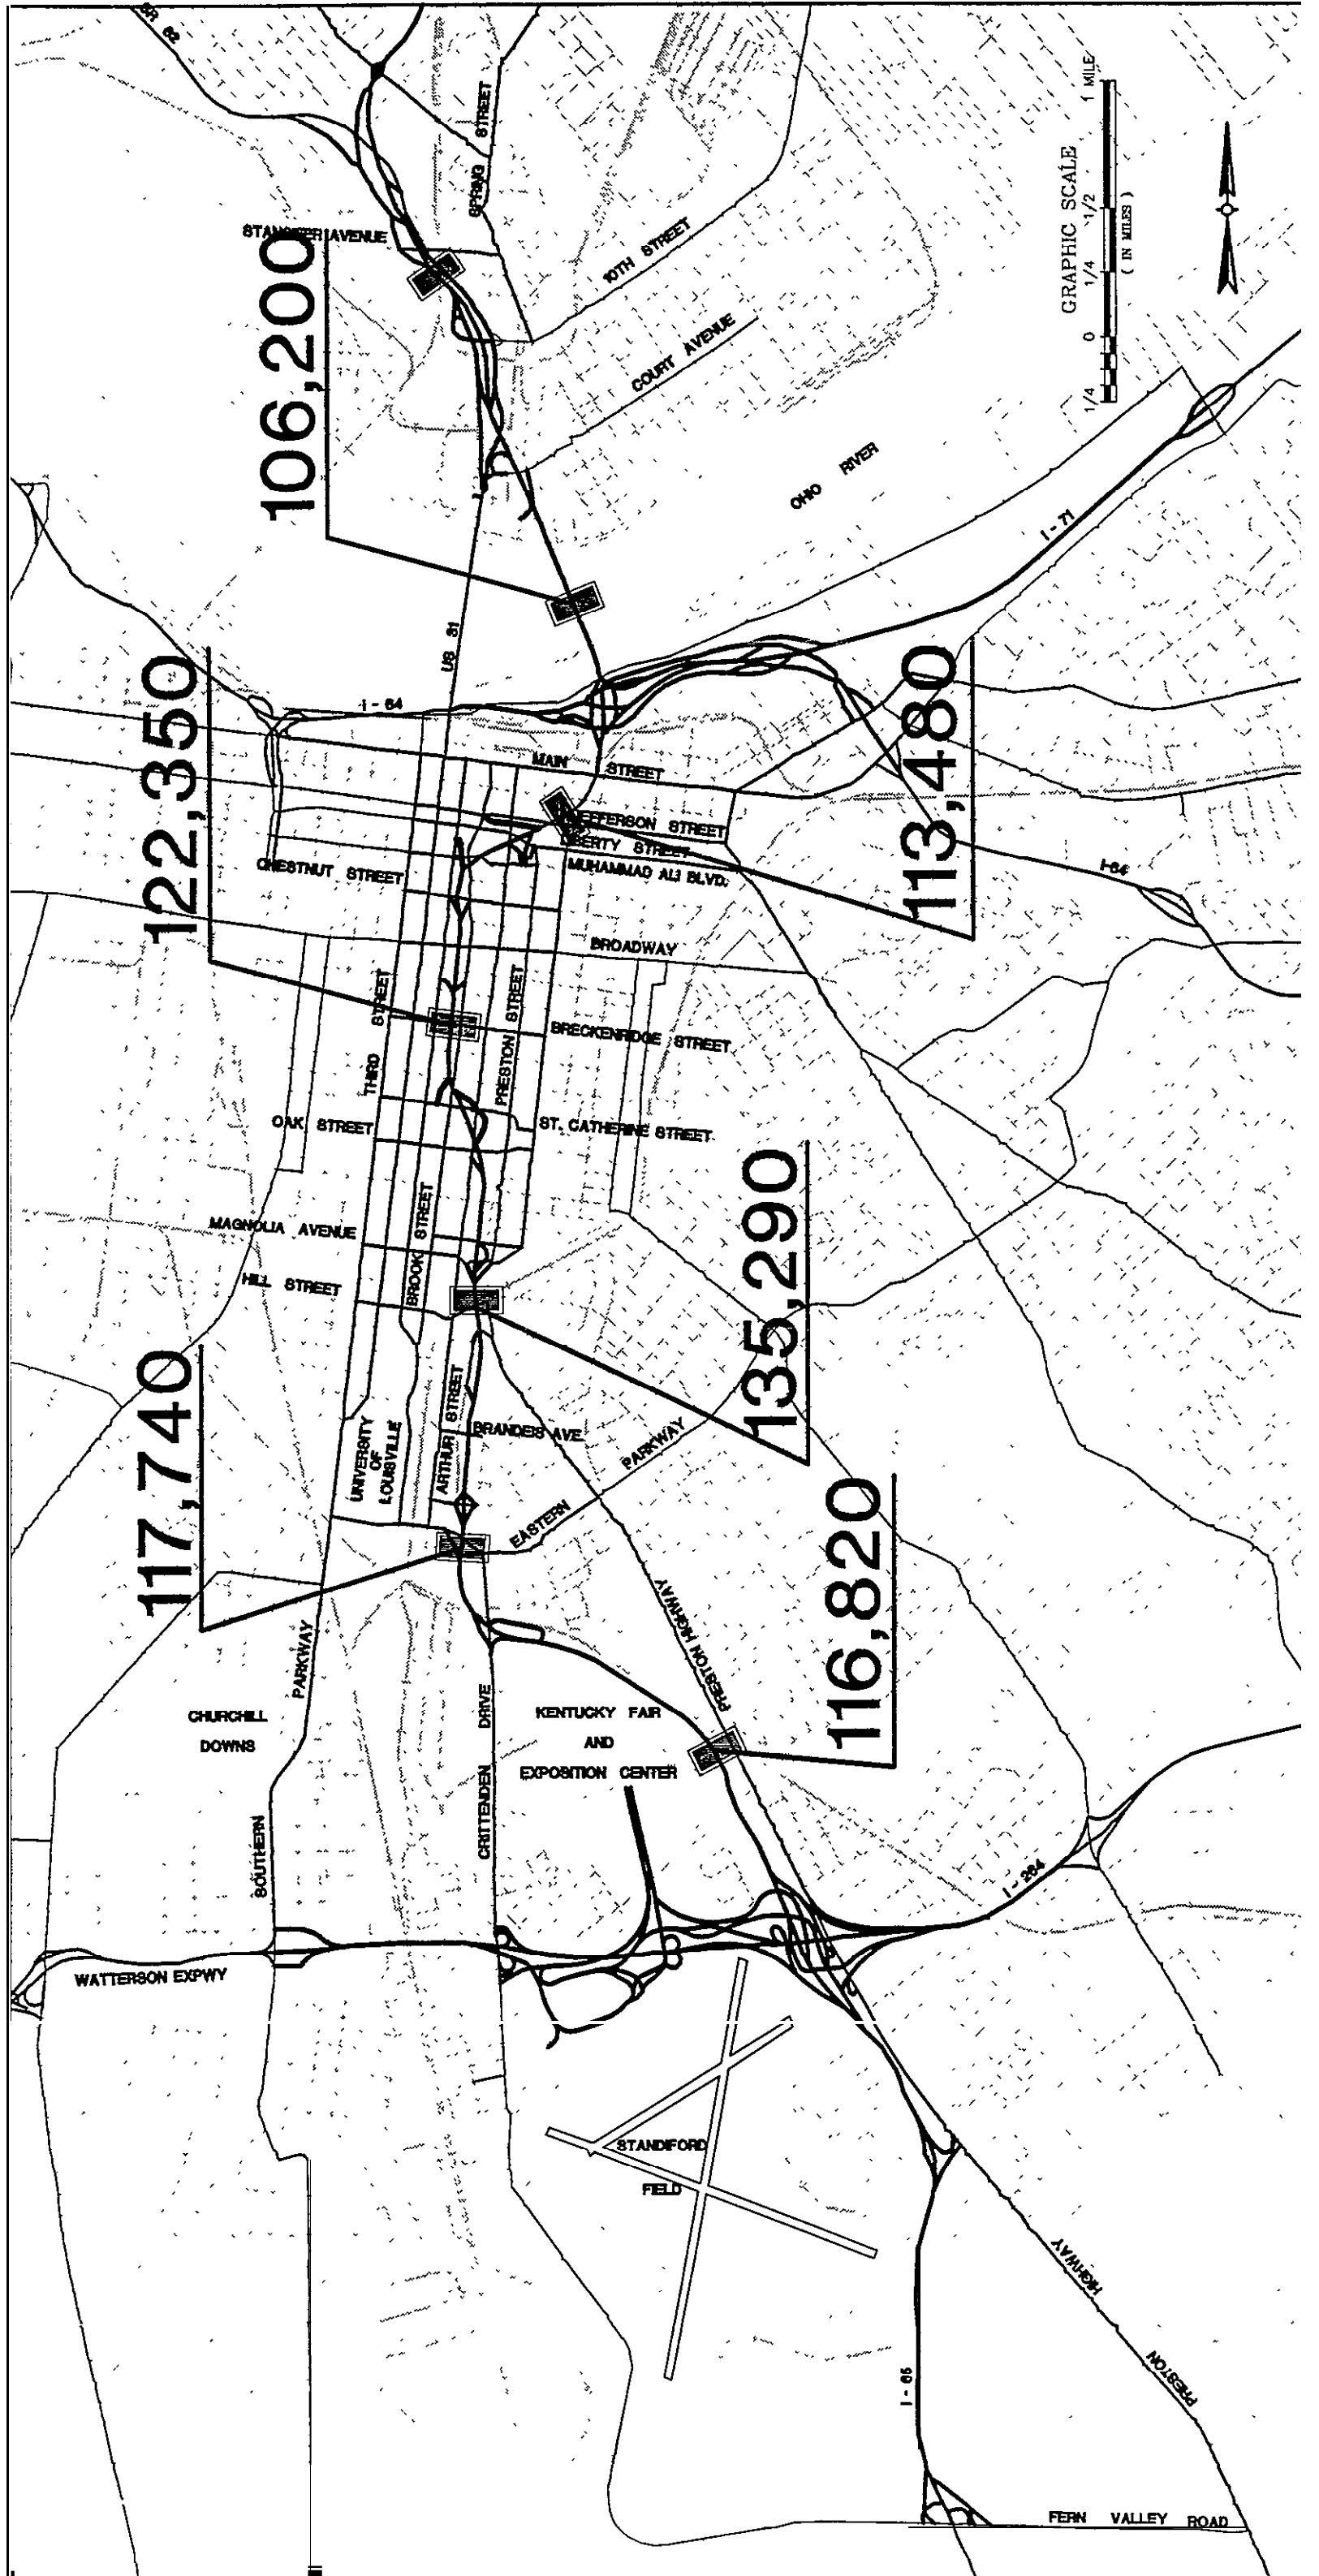 SR 62
SPRING STREET
STANSIFER AVENUE
106,200
10TH STREET
COURT AVENUE
GRAPHIC SCALE
1/4 0 1/4 1/2 1 MILE
( IN MILES )
OHIO RIVER
I - 71
US 31
122,350
I - 64
MAIN STREET
113,480
JEFFERSON STREET
LIBERTY STREET
MUHAMMAD ALI BLVD.
CHESTNUT STREET
I-64
BROADWAY
THIRD STREET
PRESTON STREET
BRECKENRIDGE STREET
OAK STREET
ST. CATHERINE STREET
MAGNOLIA AVENUE
BROOK STREET
HILL STREET
135,290
117,740
UNIVERSITY
OF
LOUISVILLE
ARTHUR STREET
BRANDEIS AVE.
EASTERN PARKWAY
116,820
PRESTON HIGHWAY
CHURCHILL
DOWNS
SOUTHERN PARKWAY
CRITTENDEN DRIVE
KENTUCKY FAIR
AND
EXPOSITION CENTER
I - 264
WATTERSON EXPWY
STANDIFORD
FIELD
I - 65
PRESTON HIGHWAY
FERN VALLEY ROAD